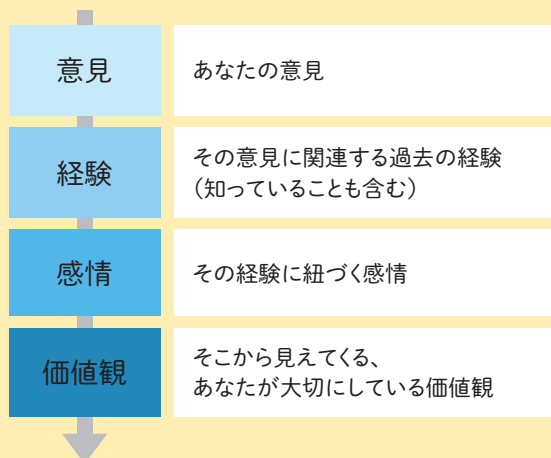 意見
あなたの意見
経験
その意見に関連する過去の経験
（知っていることも含む）
感情
その経験に紐づく感情
価値観
そこから見えてくる、
あなたが大切にしている価値観